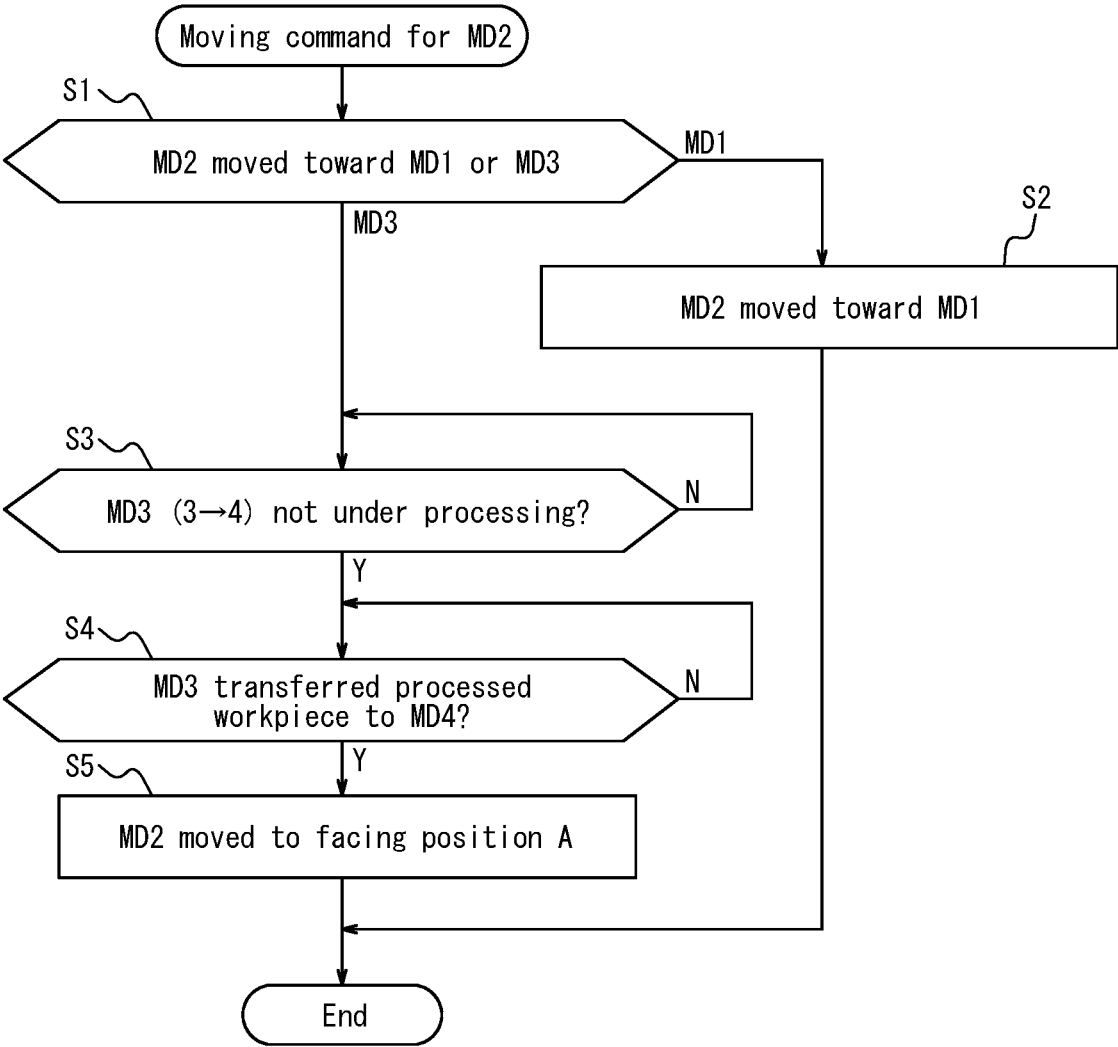 Moving command for MD2
S1
MD2 moved toward MD1 or MD3
MD1
MD3
S2
MD2 moved toward MD1
S3
MD3 (3→4) not under processing?
N
Y
S4
MD3 transferred processed
workpiece to MD4?
N
Y
S5
MD2 moved to facing position A
End